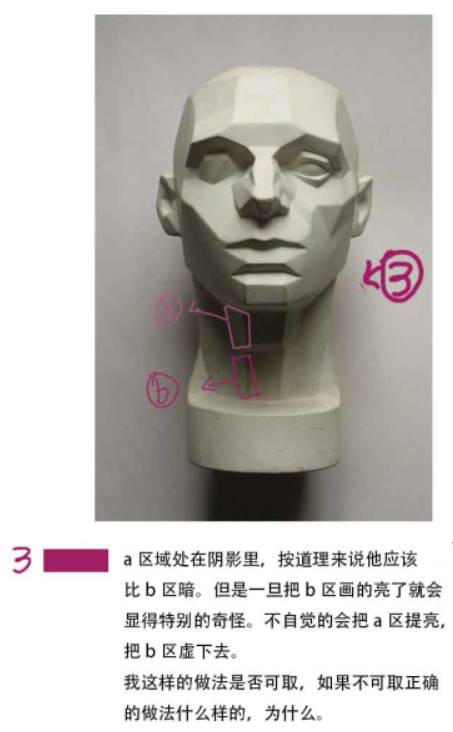 ③
ⓐ
ⓑ
3
a 区域处在阴影里，按道理来说他应该
比 b 区暗。但是一旦把 b 区画的亮了就会
显得特别的奇怪。不自觉的会把 a 区提亮，
把 b 区虚下去。
我这样的做法是否可取，如果不可取正确
的做法什么样的，为什么。